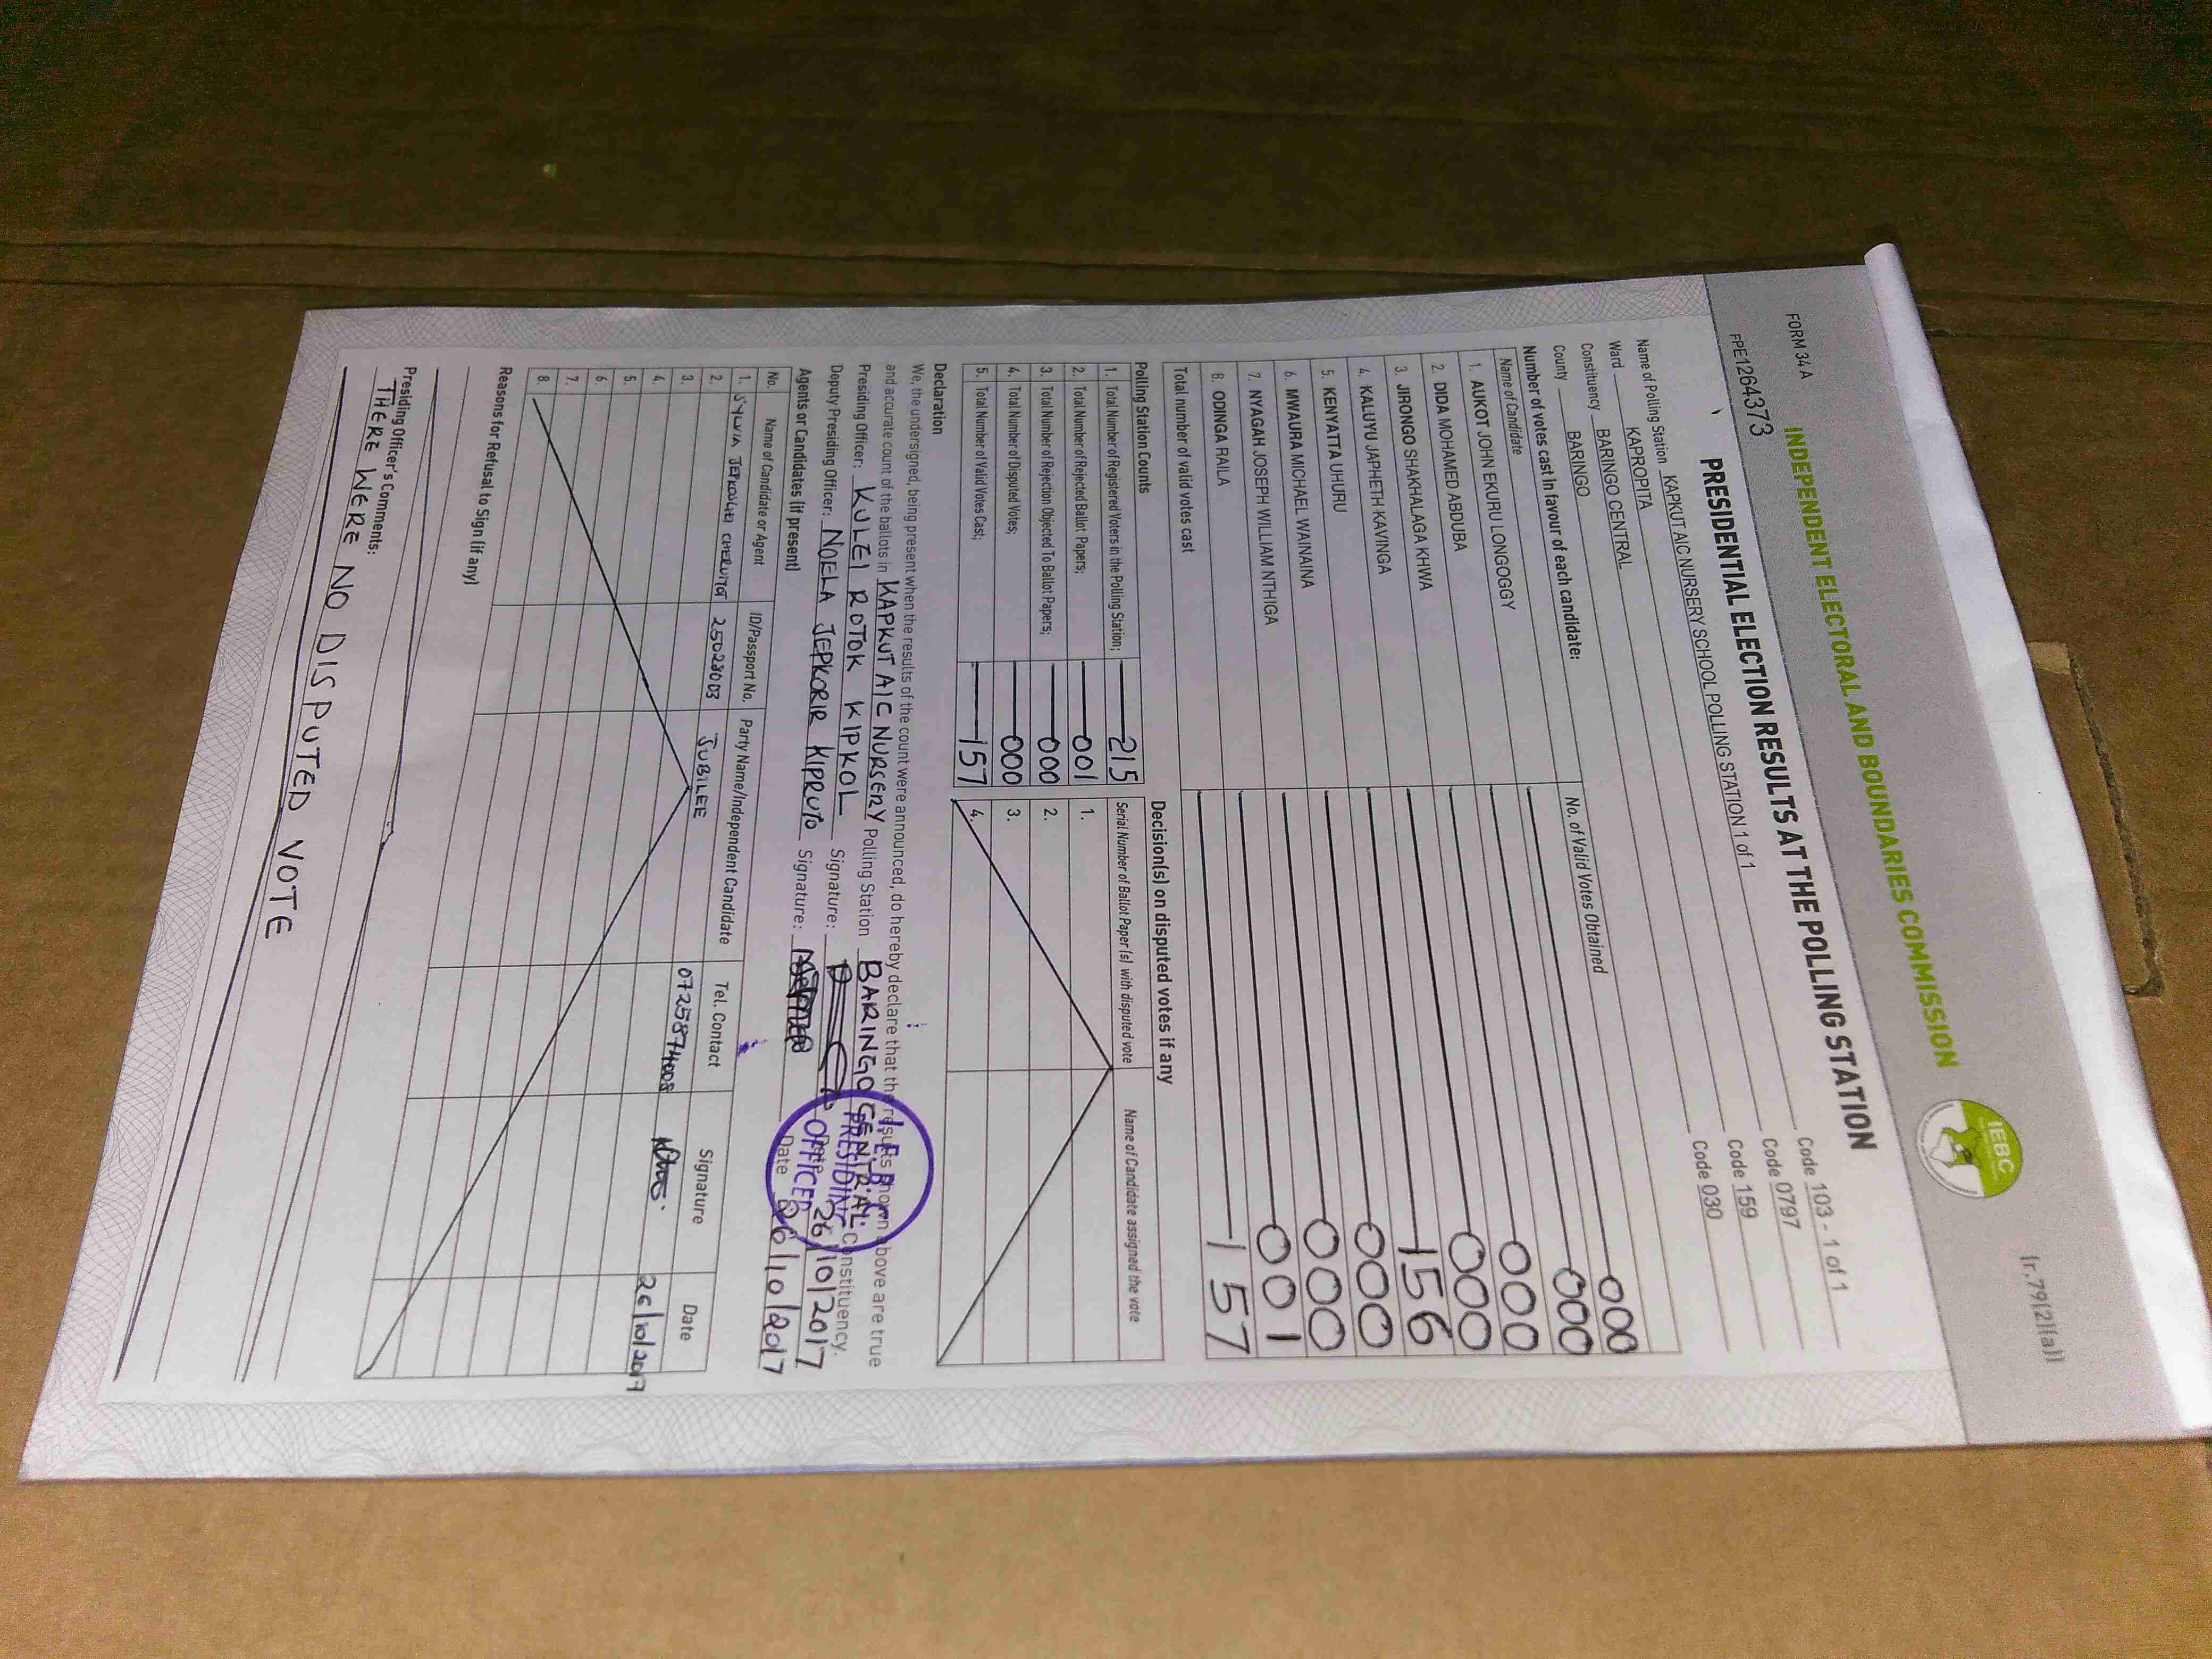 FORM 34 A
[r.79(2)(a)]
INDEPENDENT ELECTORAL AND BOUNDARIES COMMISSION
IEBC
FPE1264373
PRESIDENTIAL ELECTION RESULTS AT THE POLLING STATION
Name of Polling Station KAPKUT AIC NURSERY SCHOOL POLLING STATION 1 of 1 Code 103 - 1 of 1
Ward KAPROPITA Code 0797
Constituency BARINGO CENTRAL Code 159
County BARINGO Code 030
Number of votes cast in favour of each candidate:
Name of Candidate No. of Valid Votes Obtained
1. AUKOT JOHN EKURU LONGOGGY 000
2. DIDA MOHAMED ABDUBA 000
3. JIRONGO SHAKHALAGA KHWA 000
4. KALUYU JAPHETH KAVINGA 000
5. KENYATTA UHURU 156
6. MWAURA MICHAEL WAINAINA 000
7. NYAGAH JOSEPH WILLIAM NTHIGA 000
8. ODINGA RAILA 001
Total number of valid votes cast 157
Polling Station Counts
1. Total Number of Registered Voters in the Polling Station; 215
2. Total Number of Rejected Ballot Papers; 001
3. Total Number of Rejection Objected To Ballot Papers; 000
4. Total Number of Disputed Votes; 000
5. Total Number of Valid Votes Cast; 157
Decision(s) on disputed votes if any
Serial Number of Ballot Paper (s) with disputed vote Name of Candidate assigned the vote
1.
2.
3.
4.
Declaration
We, the undersigned, being present when the results of the count were announced, do hereby declare that the results shown above are true
and accurate count of the ballots in KAPKUT AIC NURSERY Polling Station BARINGO CENTRAL Constituency.
Presiding Officer: KULEI ROTOK KIPKOL Signature: Date 26/10/2017
Deputy Presiding Officer: NOELA JEPKORIR KIPRUTO Signature: Date 26/10/2017
I.E.B.C.
PRESIDING
OFFICER
Agents or Candidates (if present)
No. Name of Candidate or Agent ID/Passport No. Party Name/Independent Candidate Tel. Contact Signature Date
1. SYLVIA CHERUIYOT 25028003 JUBILEE 0725874008 26/10/2017
2.
3.
4.
5.
6.
7.
8.
Reasons for Refusal to Sign (if any)
Presiding Officer's Comments:
THERE WERE NO DISPUTED VOTE